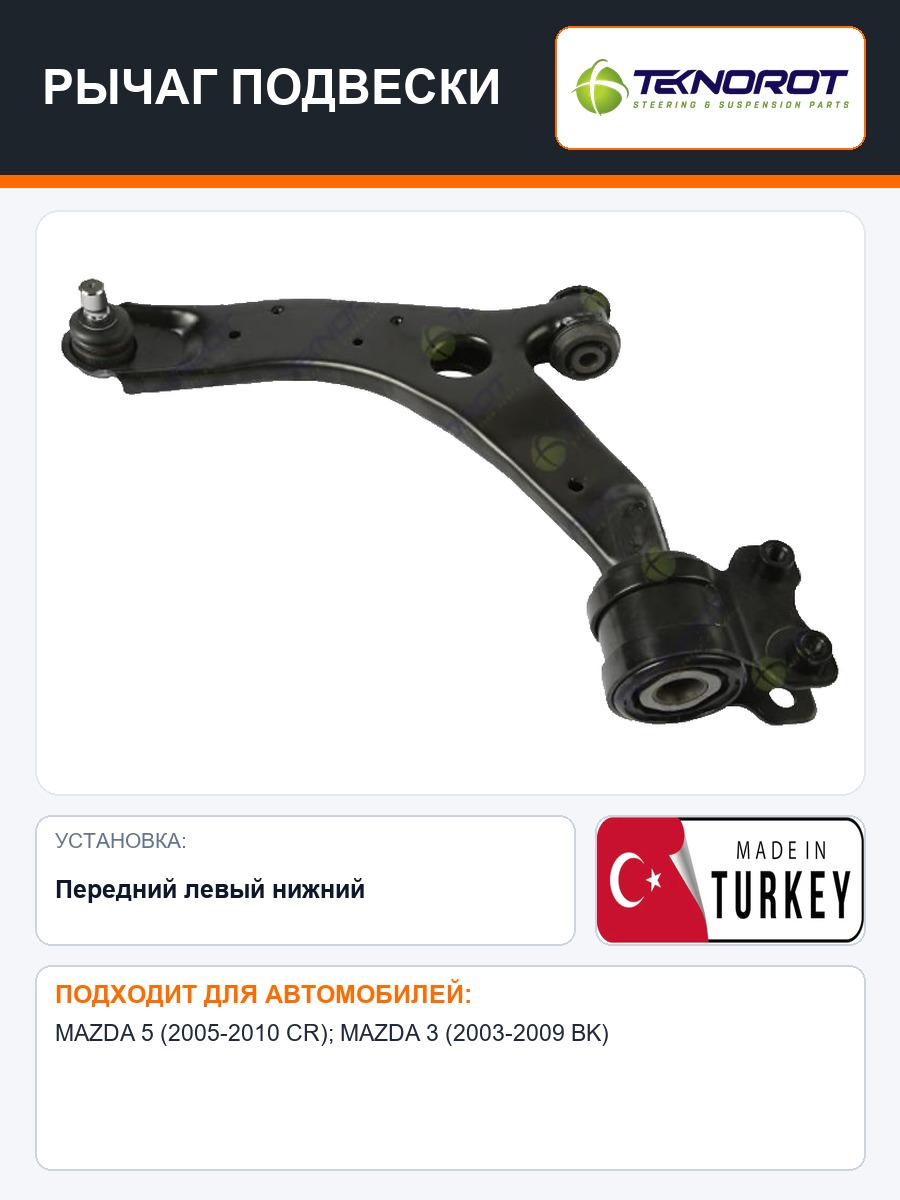 РЫЧАГ ПОДВЕСКИ
TEKNOROT
STEERING & SUSPENSION PARTS
УСТАНОВКА:
Передний левый нижний
MADE IN
TURKEY
ПОДХОДИТ ДЛЯ АВТОМОБИЛЕЙ:
MAZDA 5 (2005-2010 CR); MAZDA 3 (2003-2009 BK)